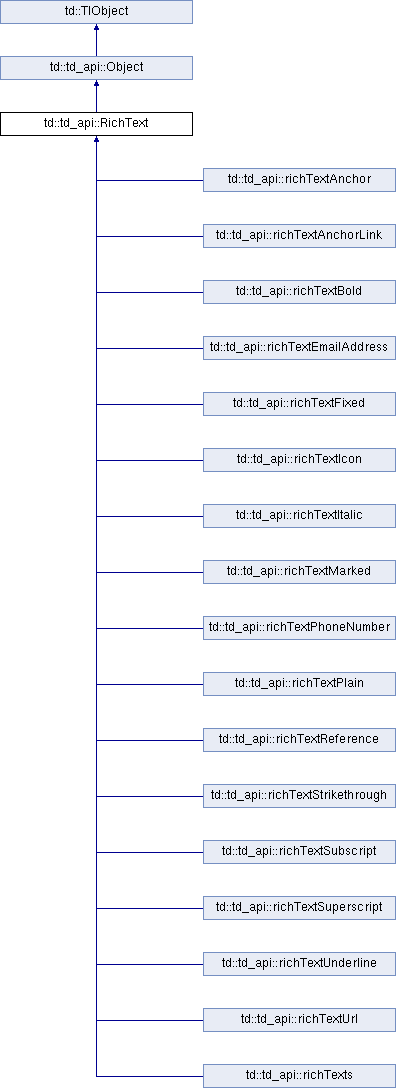 td::TlObject
td::td_api::Object
td::td_api::RichText
td::td_api::richTextAnchor
td::td_api::richTextAnchorLink
td::td_api::richTextBold
td::td_api::richTextEmailAddress
td::td_api::richTextFixed
td::td_api::richTextIcon
td::td_api::richTextItalic
td::td_api::richTextMarked
td::td_api::richTextPhoneNumber
td::td_api::richTextPlain
td::td_api::richTextReference
td::td_api::richTextStrikethrough
td::td_api::richTextSubscript
td::td_api::richTextSuperscript
td::td_api::richTextUnderline
td::td_api::richTextUrl
td::td_api::richTexts